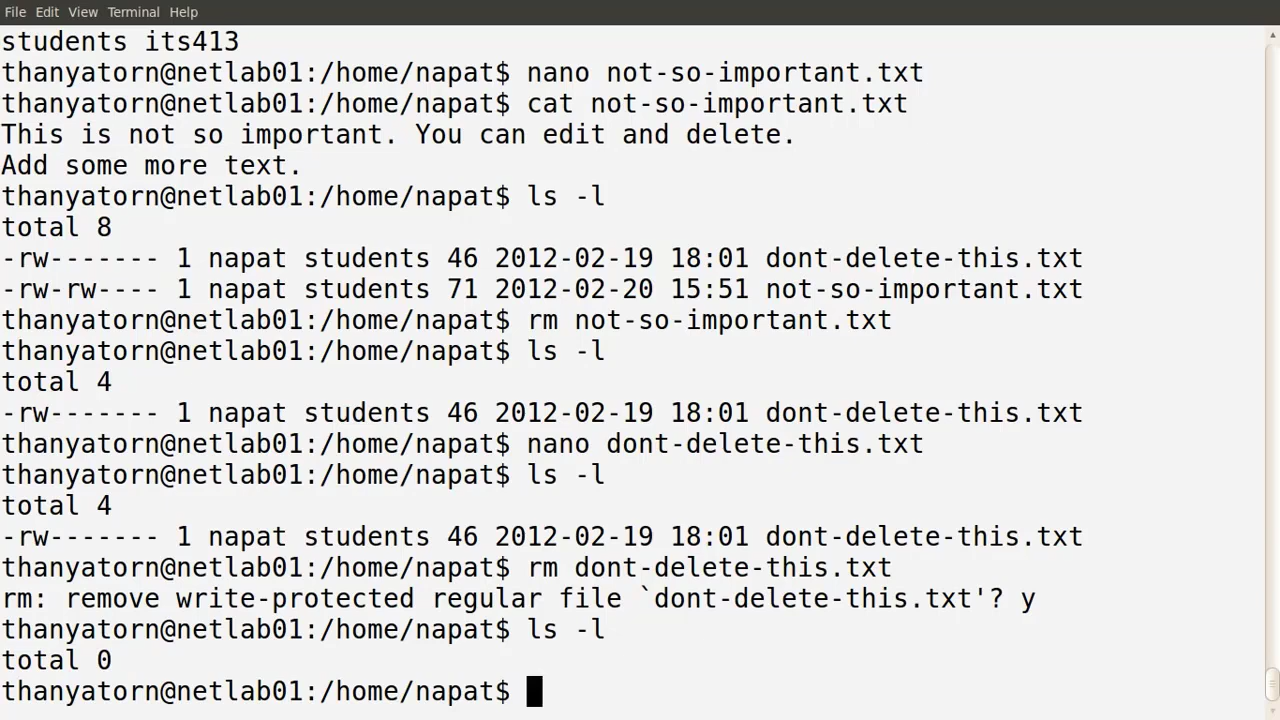 File Edit View Terminal Help
students its413
thanyatorn@netlab01:/home/napat$ nano not-so-important.txt
thanyatorn@netlab01:/home/napat$ cat not-so-important.txt
This is not so important. You can edit and delete.
Add some more text.
thanyatorn@netlab01:/home/napat$ ls -l
total 8
-rw------- 1 napat students 46 2012-02-19 18:01 dont-delete-this.txt
-rw-rw---- 1 napat students 71 2012-02-20 15:51 not-so-important.txt
thanyatorn@netlab01:/home/napat$ rm not-so-important.txt
thanyatorn@netlab01:/home/napat$ ls -l
total 4
-rw------- 1 napat students 46 2012-02-19 18:01 dont-delete-this.txt
thanyatorn@netlab01:/home/napat$ nano dont-delete-this.txt
thanyatorn@netlab01:/home/napat$ ls -l
total 4
-rw------- 1 napat students 46 2012-02-19 18:01 dont-delete-this.txt
thanyatorn@netlab01:/home/napat$ rm dont-delete-this.txt
rm: remove write-protected regular file `dont-delete-this.txt'? y
thanyatorn@netlab01:/home/napat$ ls -l
total 0
thanyatorn@netlab01:/home/napat$